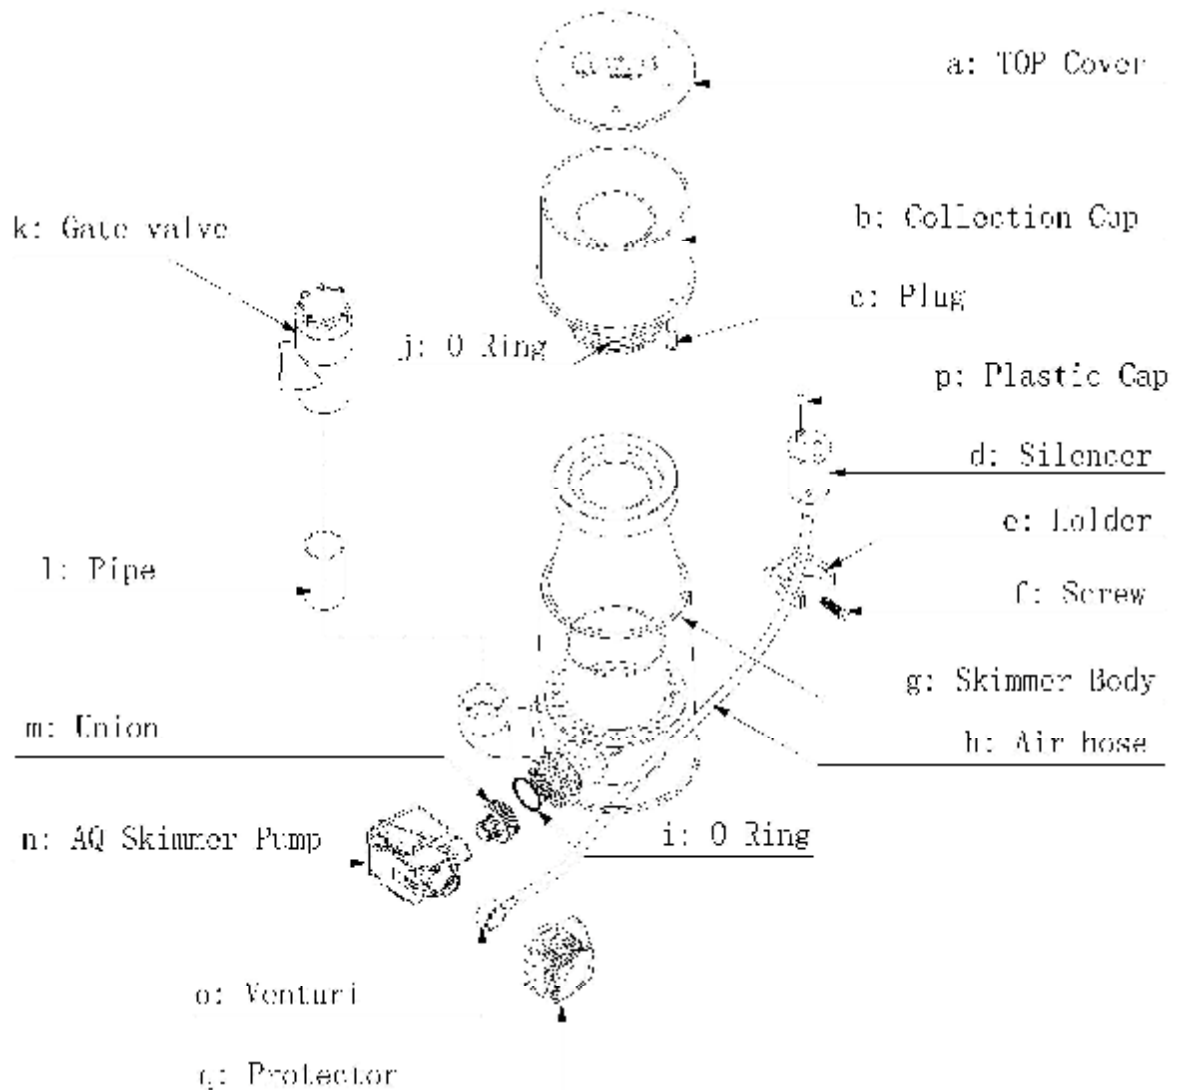 a: TOP Cover
b: Collection Cup
k: Gate valve
c: Plug
j: O Ring
p: Plastic Cap
d: Silencer
e: Holder
l: Pipe
f: Screw
g: Skimmer Body
m: Union
h: Air hose
n: AQ Skimmer Pump
i: O Ring
o: Venturi
q: Protector